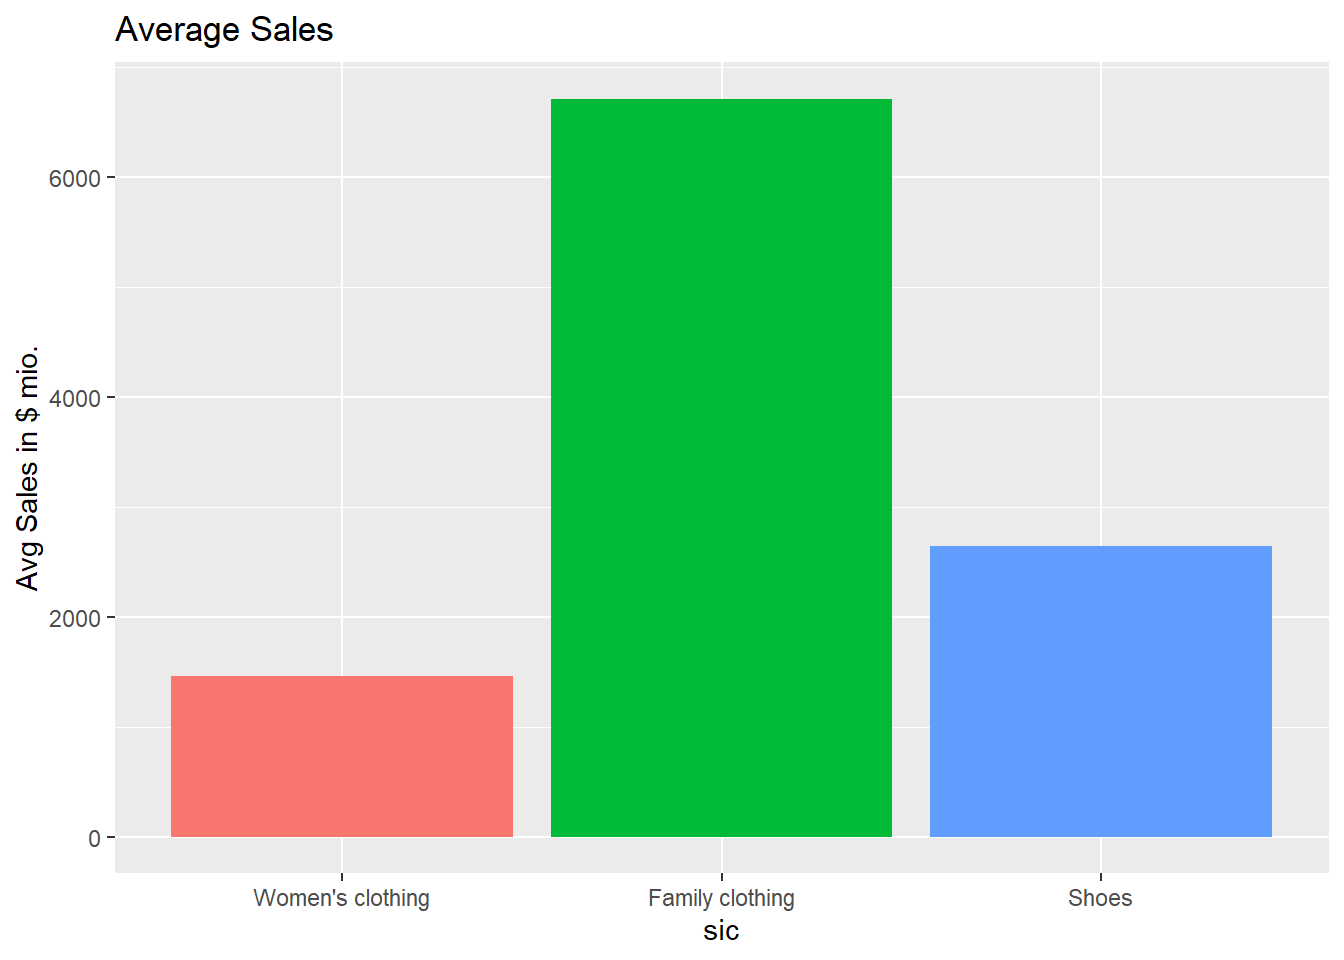 Average Sales
Avg Sales in $ mio.
6000
4000
2000
0
Women's clothing
Family clothing
Shoes
sic